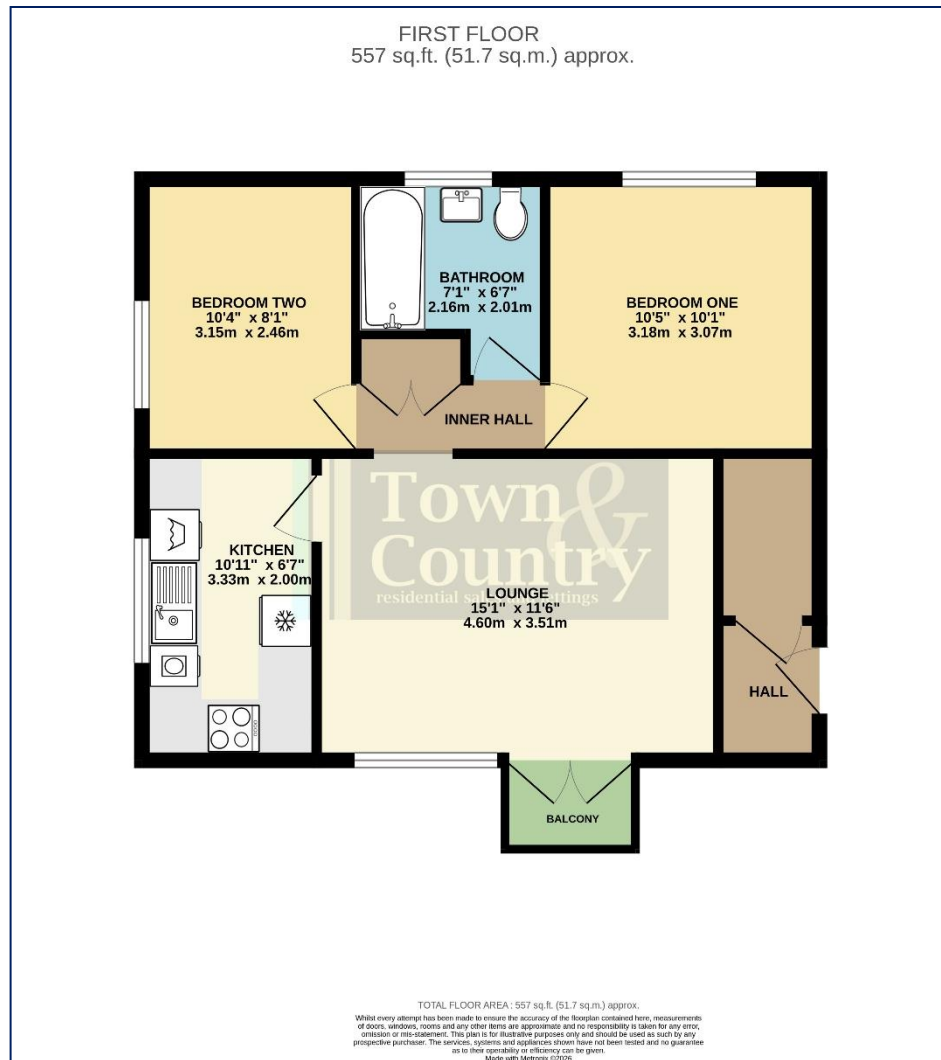 FIRST FLOOR
557 sq.ft. (51.7 sq.m.) approx.
BATHROOM
7'1" x 6'7"
2.16m x 2.01m
BEDROOM TWO
10'4" x 8'1"
3.15m x 2.46m
BEDROOM ONE
10'5" x 10'1"
3.18m x 3.07m
INNER HALL
Town &
Country
residential sales lettings
KITCHEN
10'11" x 6'7"
3.33m x 2.00m
LOUNGE
15'1" x 11'6"
4.60m x 3.51m
HALL
BALCONY
TOTAL FLOOR AREA : 557 sq.ft. (51.7 sq.m.) approx.
Whilst every attempt has been made to ensure the accuracy of the floorplan contained here, measurements
of doors, windows, rooms and any other items are approximate and no responsibility is taken for any error,
omission or mis-statement. This plan is for illustrative purposes only and should be used as such by any
prospective purchaser. The services, systems and appliances shown have not been tested and no guarantee
as to their operability or efficiency can be given.
Made with Metropix ©2026